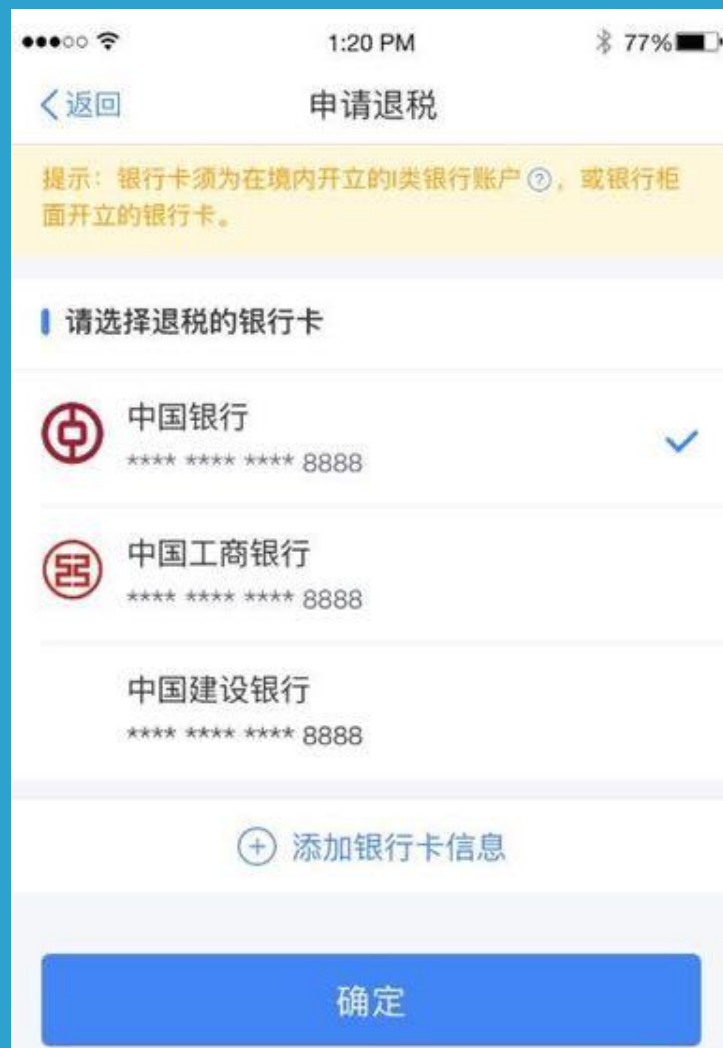 1:20 PM
77%
返回
申请退税
提示：银行卡须为在境内开立的I类银行账户?，或银行柜
面开立的银行卡。
请选择退税的银行卡
中国银行
**** **** **** 8888
中国工商银行
**** **** **** 8888
中国建设银行
**** **** **** 8888
添加银行卡信息
确定